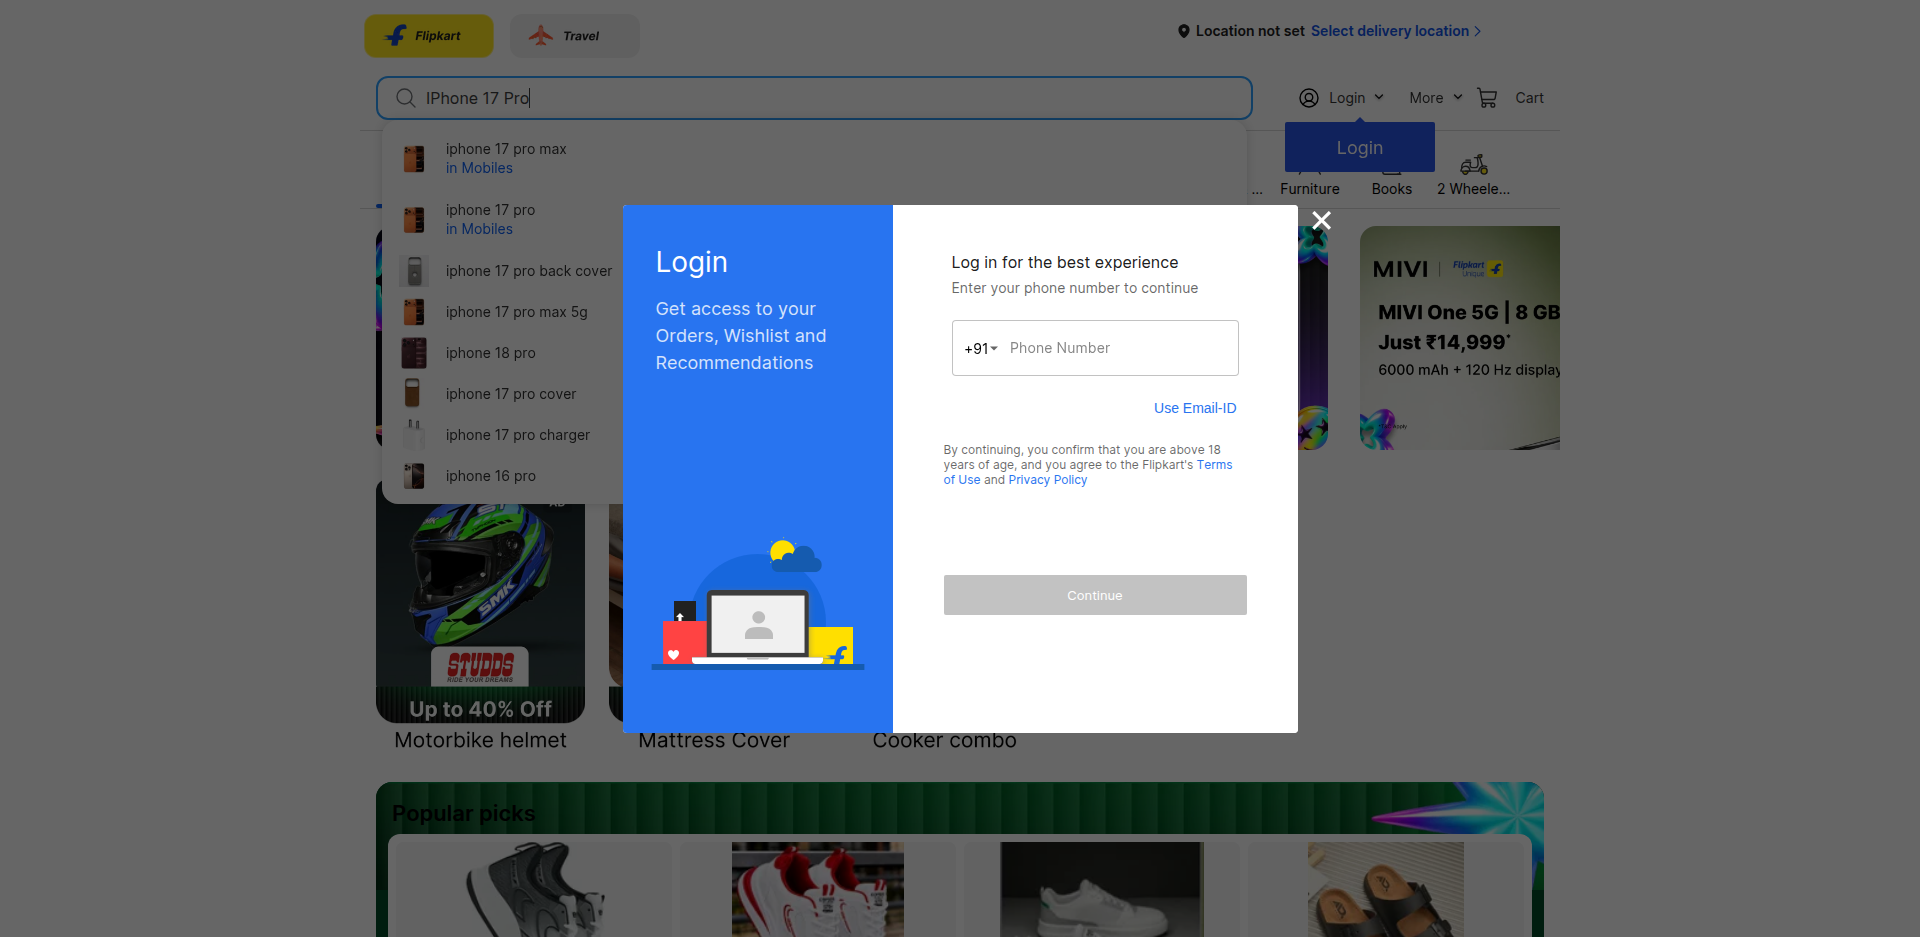 Flipkart
Travel
Location not set Select delivery location
IPhone 17 Pro
Login
More
Cart
Login
iphone 17 pro max
in Mobiles
iphone 17 pro
in Mobiles
iphone 17 pro back cover
iphone 17 pro max 5g
iphone 18 pro
iphone 17 pro cover
iphone 17 pro charger
iphone 16 pro
...
Furniture
Books
2 Wheele...
Login
Get access to your
Orders, Wishlist and
Recommendations
Log in for the best experience
Enter your phone number to continue
+91
Phone Number
Use Email-ID
By continuing, you confirm that you are above 18
years of age, and you agree to the Flipkart's Terms
of Use and Privacy Policy
Continue
MIVI
Flipkart
Unique
MIVI One 5G | 8 GB
Just ₹14,999*
6000 mAh + 120 Hz display
SMK
SMK
STUDDS
RIDE YOUR DREAMS
Up to 40% Off
Motorbike helmet
Mattress Cover
Cooker combo
Popular picks